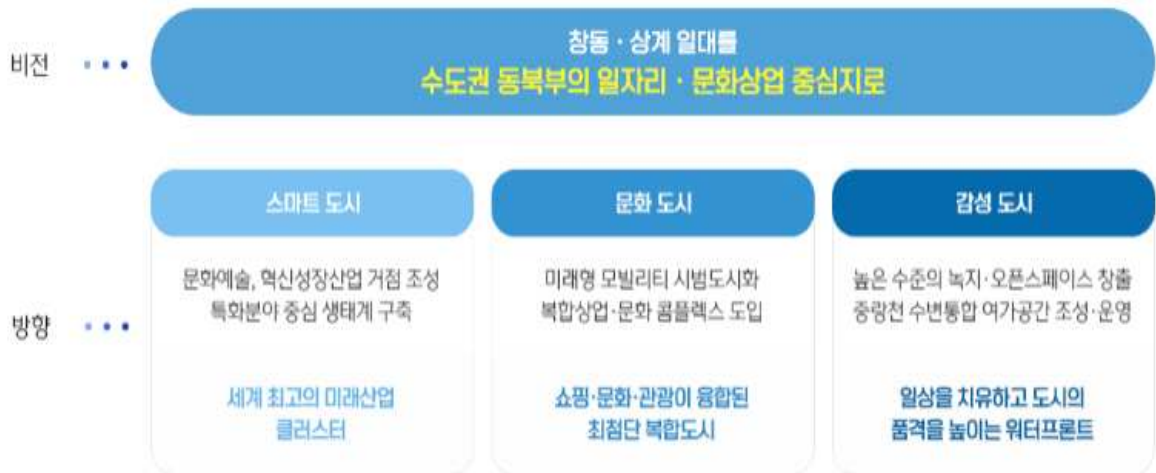 비전
창동 · 상계 일대를
수도권 동북부의 일자리 · 문화상업 중심지로
방향
스마트 도시
문화예술, 혁신성장산업 거점 조성
특화분야 중심 생태계 구축
세계 최고의 미래산업
클러스터
문화 도시
미래형 모빌리티 시범도시화
복합상업·문화 콤플렉스 도입
쇼핑·문화·관광이 융합된
최첨단 복합도시
감성 도시
높은 수준의 녹지·오픈스페이스 창출
중랑천 수변통합 여가공간 조성·운영
일상을 치유하고 도시의
품격을 높이는 워터프론트